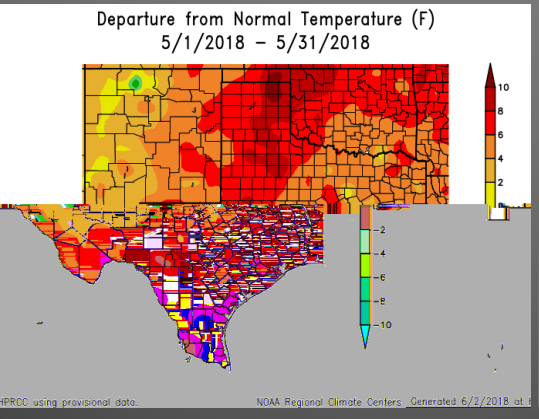 Departure from Normal Temperature (F)
5/1/2018 – 5/31/2018
10
8
6
4
2
0
-2
-4
-6
-8
-10
HPRCC using provisional data.
NOAA Regional Climate Centers
Generated 6/2/2018 at